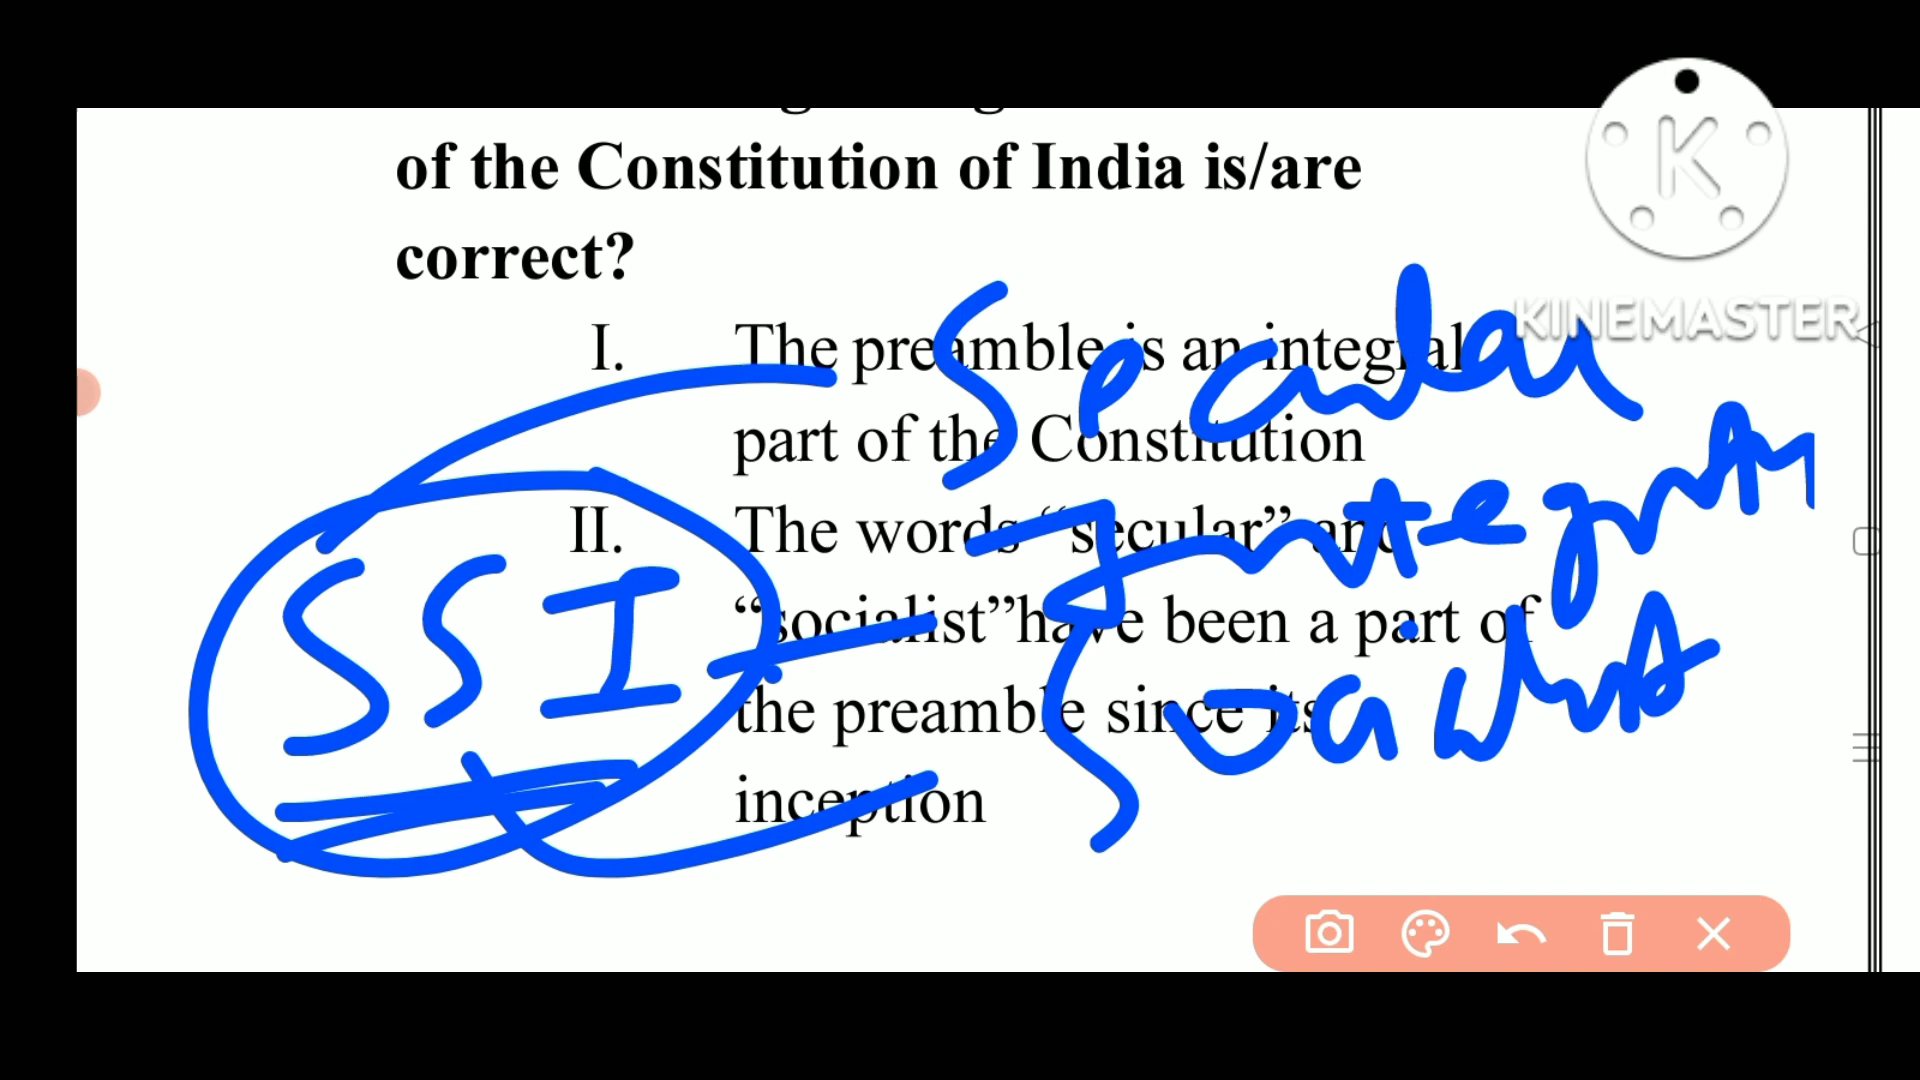 of the Constitution of India is/are
correct?
I. The preamble is an integral
part of the Constitution
II. The words “secular” and
“socialist”have been a part of
the preamble since its
inception
SSI
Secular
Integrity
Socialist
K
KINEMASTER